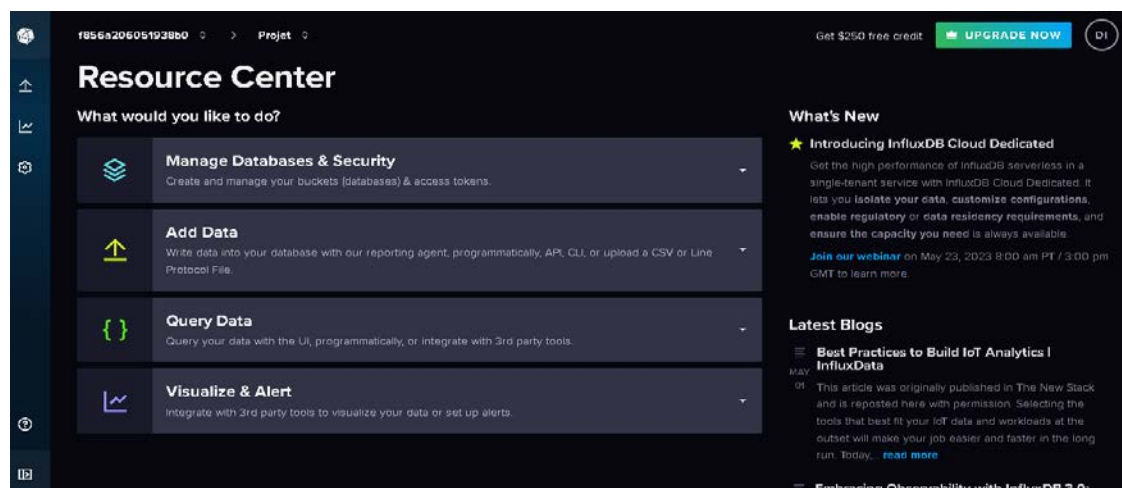 f856a206051938b0 > Projet
Get $250 free credit UPGRADE NOW DI
Resource Center
What would you like to do?
Manage Databases & Security
Create and manage your buckets (databases) & access tokens.
Add Data
Write data into your database with our reporting agent, programmatically, API, CLI, or upload a CSV or Line
Protocol File.
Query Data
Query your data with the UI, programmatically, or integrate with 3rd party tools.
Visualize & Alert
Integrate with 3rd party tools to visualize your data or set up alerts.
What's New
Introducing InfluxDB Cloud Dedicated
Get the high performance of InfluxDB serverless in a
single-tenant service with InfluxDB Cloud Dedicated. It
lets you isolate your data, customize configurations,
enable regulatory or data residency requirements, and
ensure the capacity you need is always available.
Join our webinar on May 23, 2023 8:00 am PT / 3:00 pm
GMT to learn more.
Latest Blogs
MAY
01
Best Practices to Build IoT Analytics |
InfluxData
This article was originally published in The New Stack
and is reposted here with permission. Selecting the
tools that best fit your IoT data and workloads at the
outset will make your job easier and faster in the long
run. Today,... read more
Embracing Observability with InfluxDB 3.0: